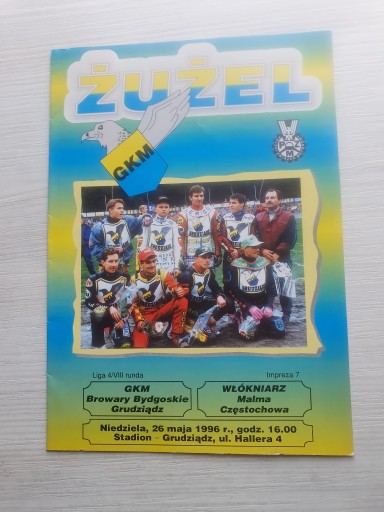 ŻUŻEL
GKM
Liga 4/VIII runda
Impreza 7
GKM
Browary Bydgoskie
Grudziądz
WŁÓKNIARZ
Malma
Częstochowa
Niedziela, 26 maja 1996 r., godz. 16.00
Stadion - Grudziądz, ul. Hallera 4